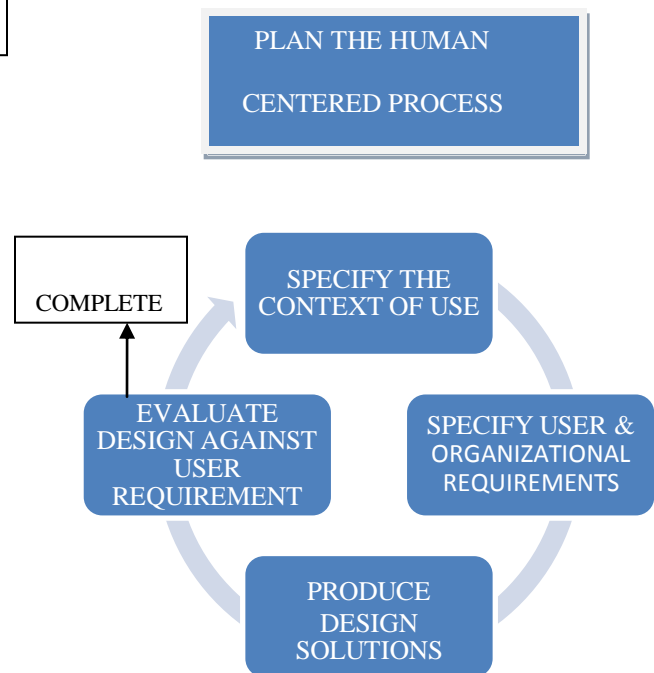 PLAN THE HUMAN
CENTERED PROCESS
COMPLETE
SPECIFY THE
CONTEXT OF USE
SPECIFY USER &
ORGANIZATIONAL
REQUIREMENTS
PRODUCE
DESIGN
SOLUTIONS
EVALUATE
DESIGN AGAINST
USER
REQUIREMENT